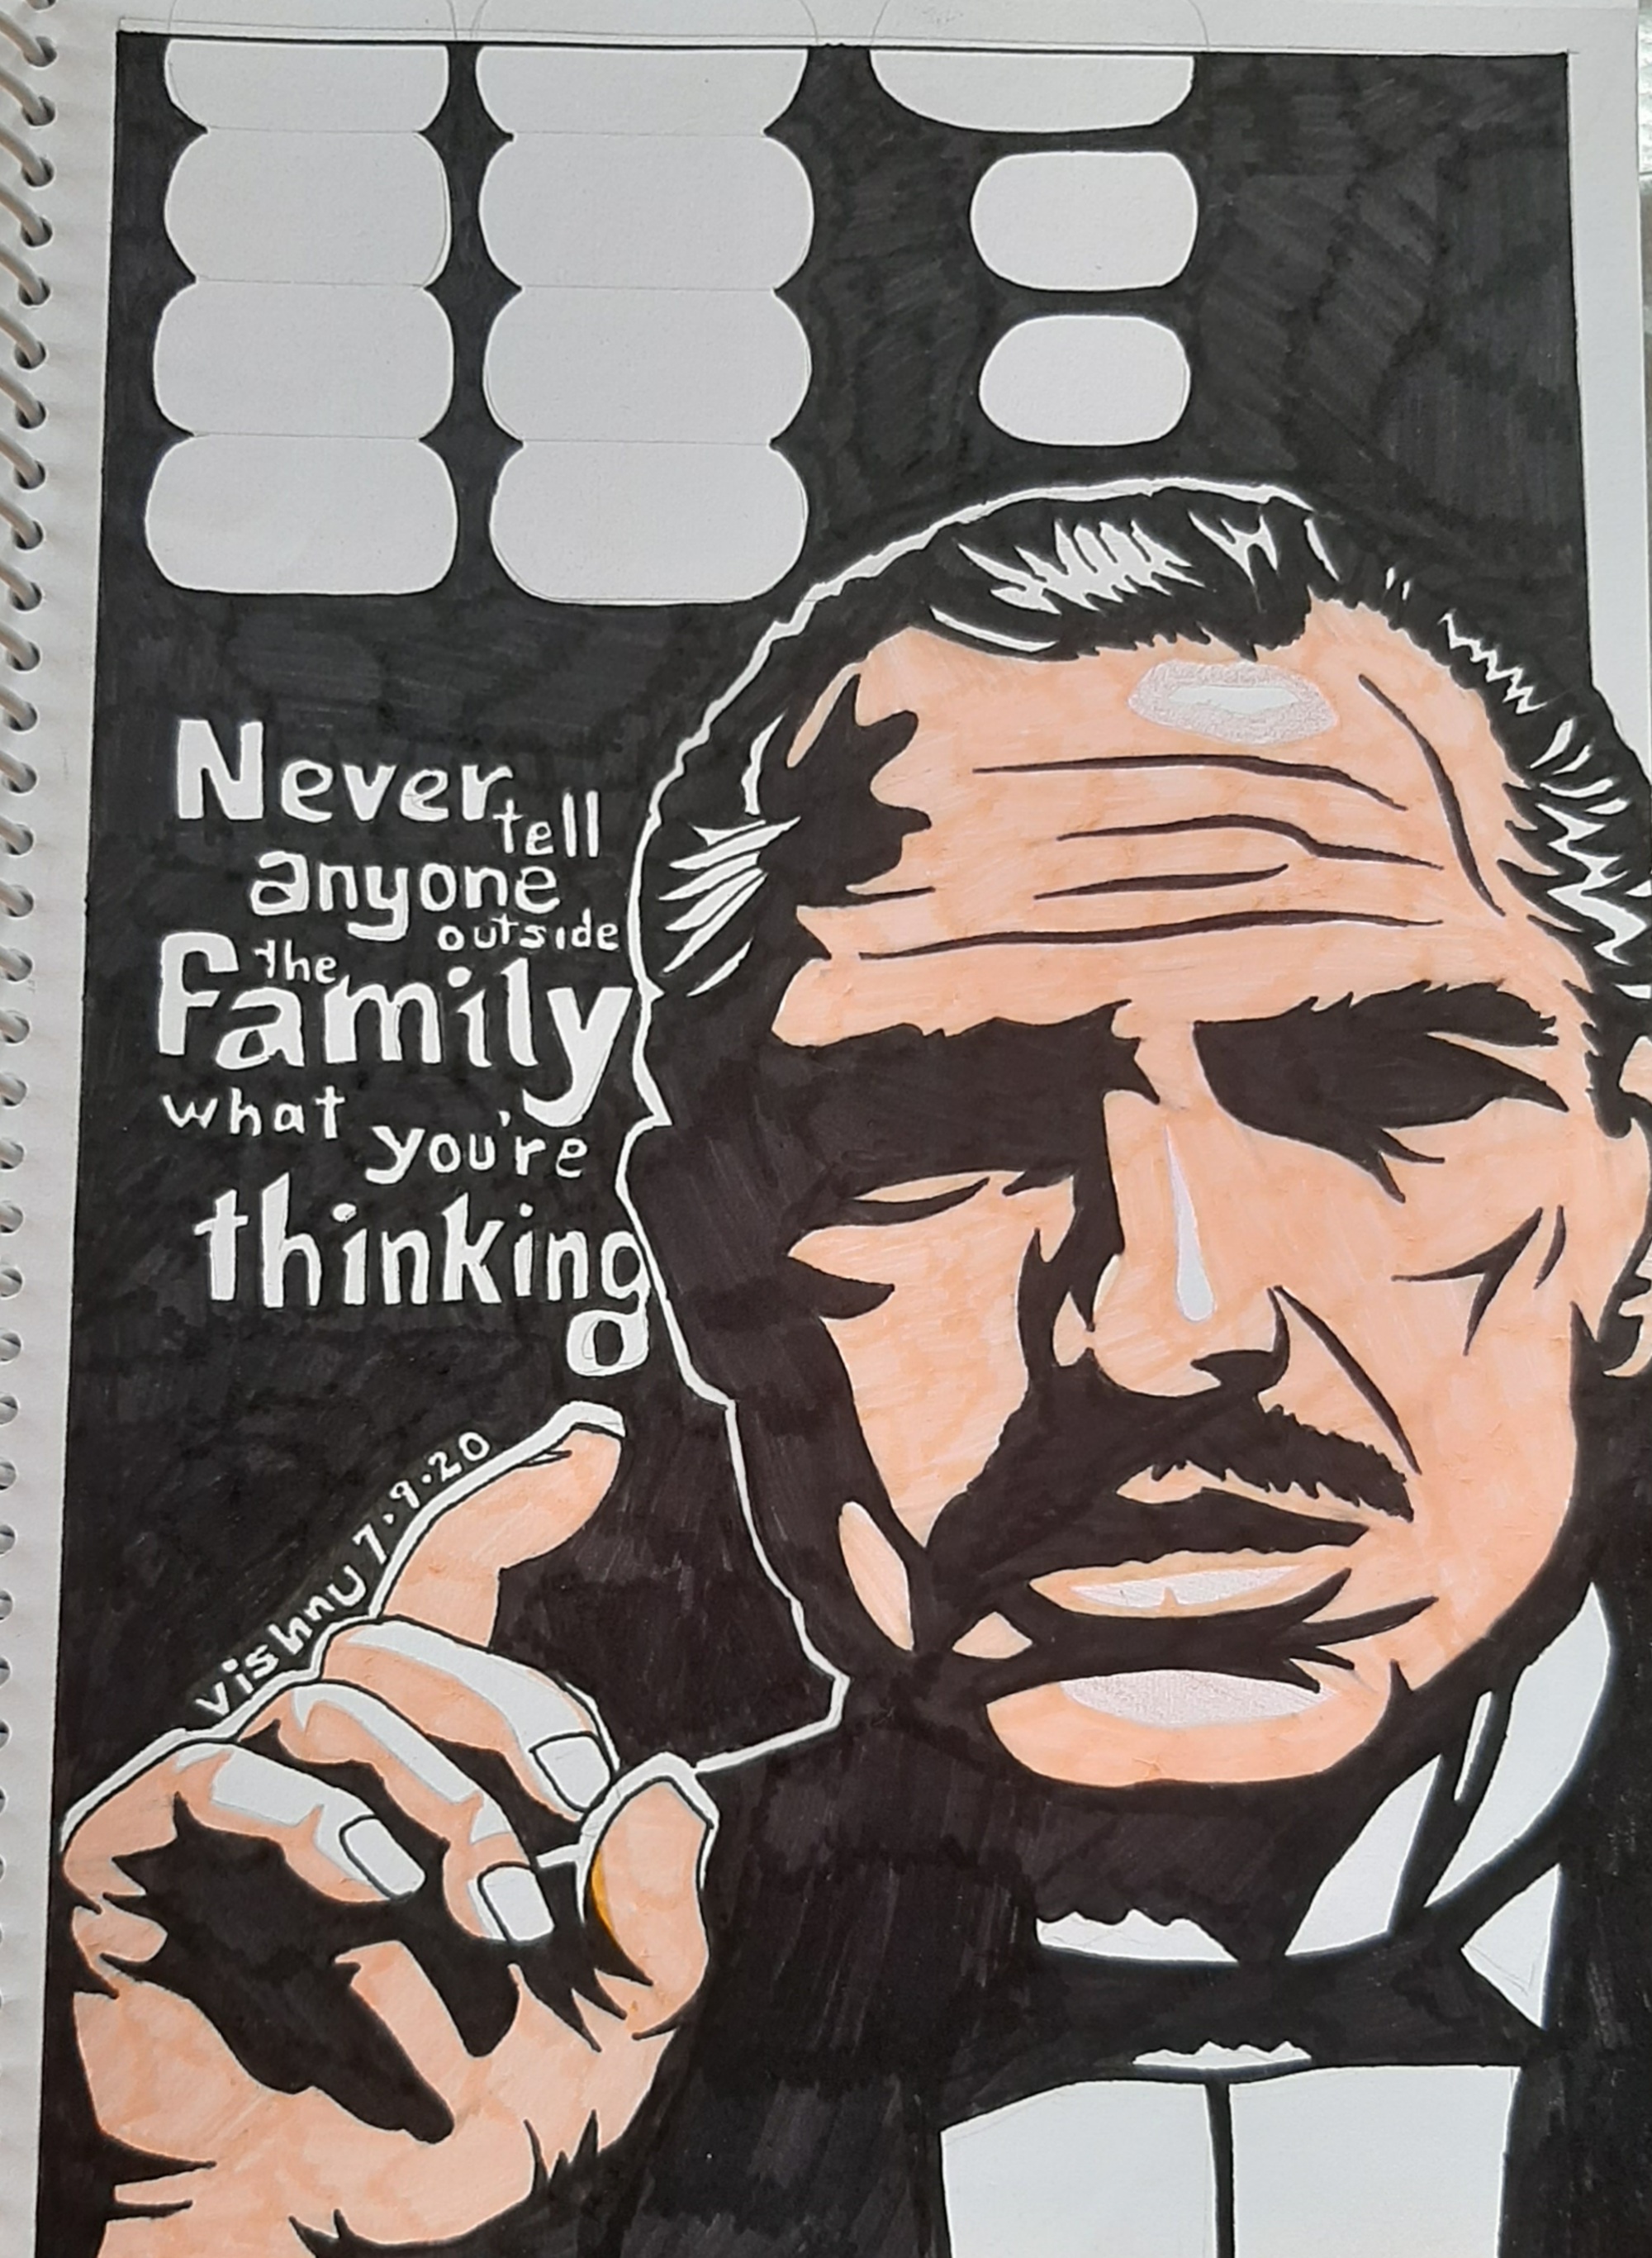 Never
tell
anyone
outside
the
family
what
you're
thinking
vishnu 7.9.20